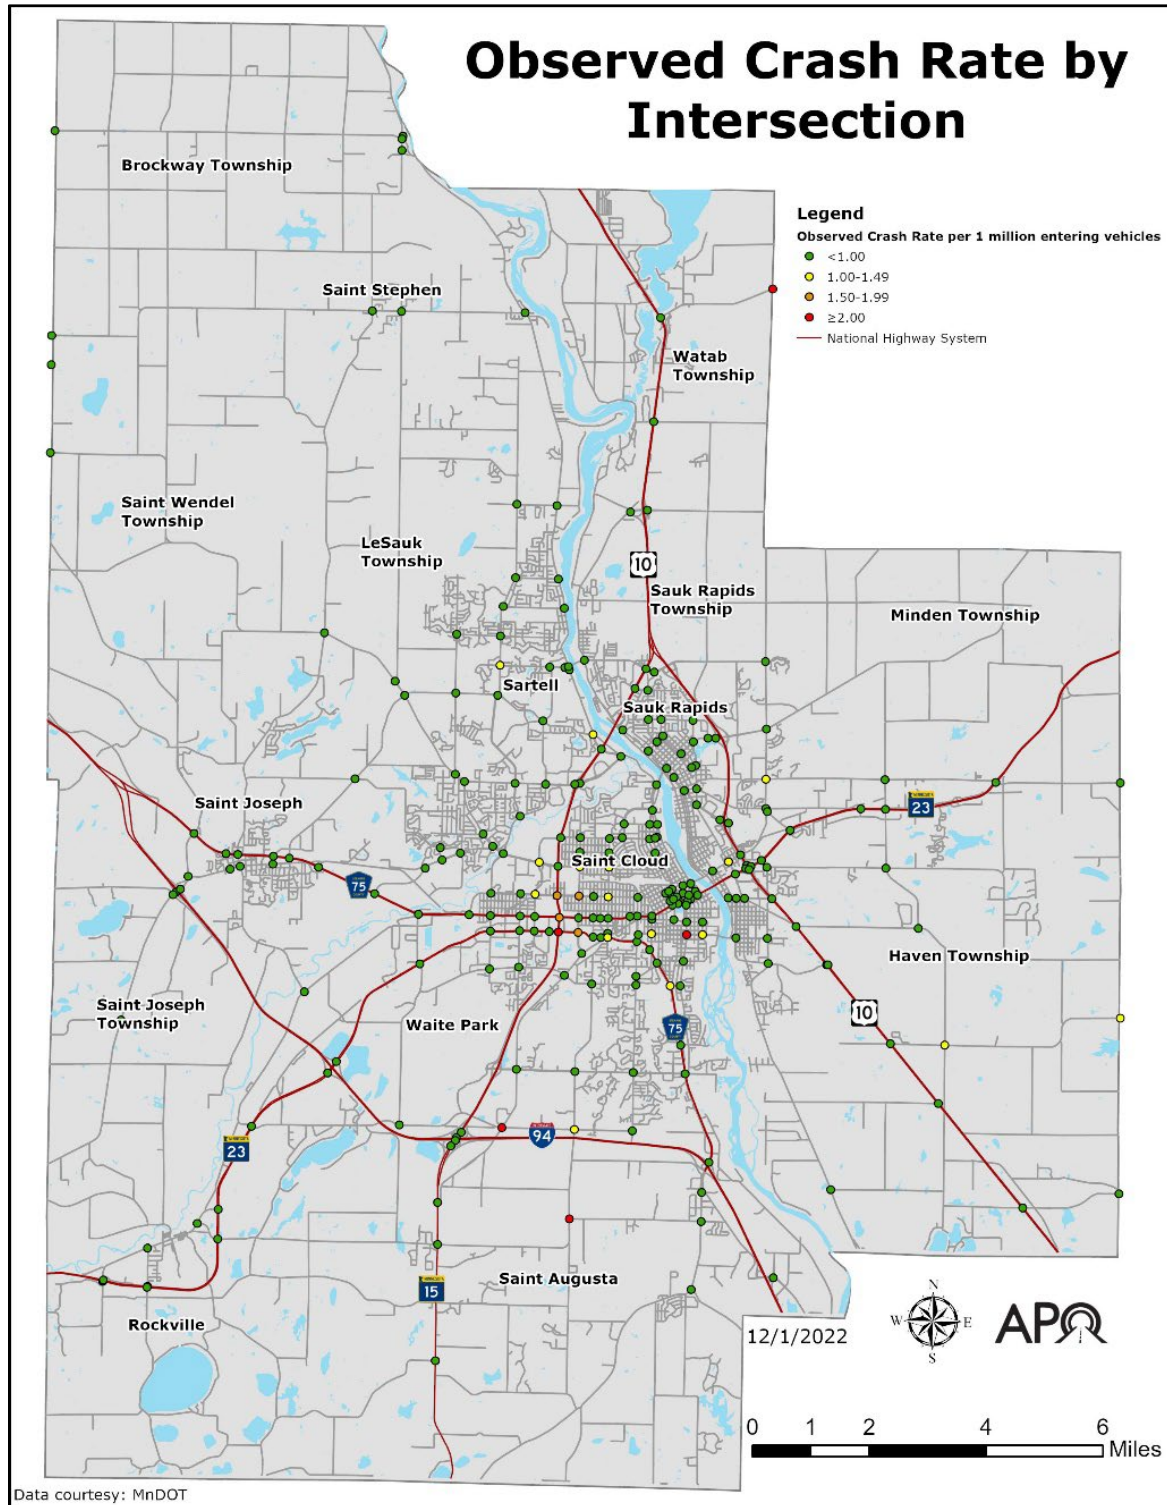 Observed Crash Rate by
Intersection
Brockway Township
Legend
Observed Crash Rate per 1 million entering vehicles
<1.00
1.00-1.49
1.50-1.99
≥2.00
National Highway System
Saint Stephen
Watab
Township
Saint Wendel
Township
LeSauk
Township
10
Sauk Rapids
Township
Minden Township
Sartell
Sauk Rapids
Saint Joseph
23
Saint Cloud
75
Haven Township
Saint Joseph
Township
Waite Park
10
75
94
23
Saint Augusta
15
Rockville
12/1/2022
N
W
E
S
APO
0 1 2 4 6
Miles
Data courtesy: MnDOT